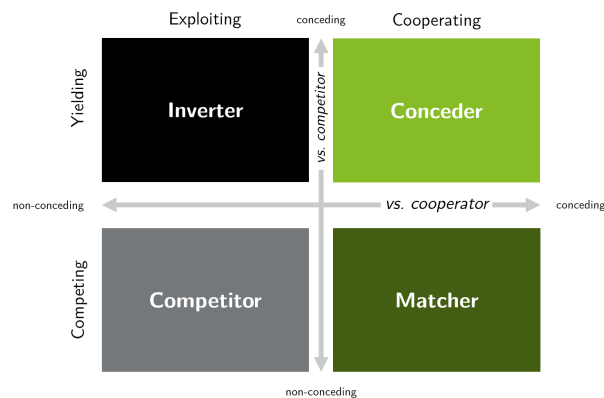 Exploiting
conceding
Cooperating
Yielding
Inverter
vs. competitor
Conceder
non-conceding
vs. cooperator
conceding
Competing
Competitor
Matcher
non-conceding